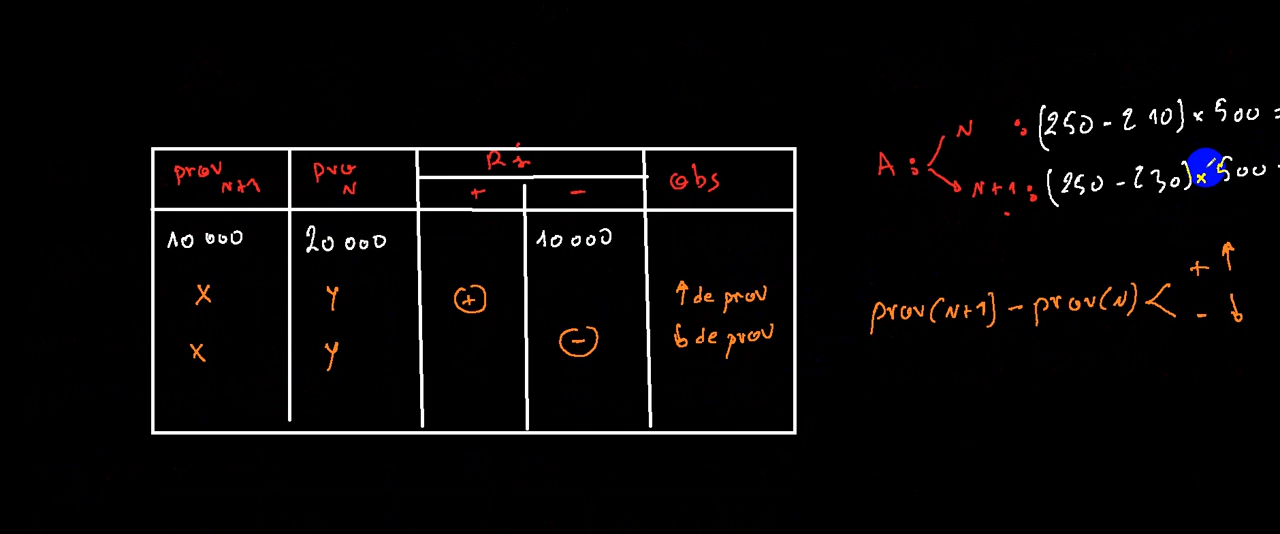 prov N+1 prov N Rj obs
+ -
10 000 20 000 10 000
X Y + ↑ de prov
X Y - ↓ de prov
A : N : (250 - 210) × 500 =
N+1 : (250 - 230) × 500 =
prov(N+1) - prov(N) < + ↑
- ↓